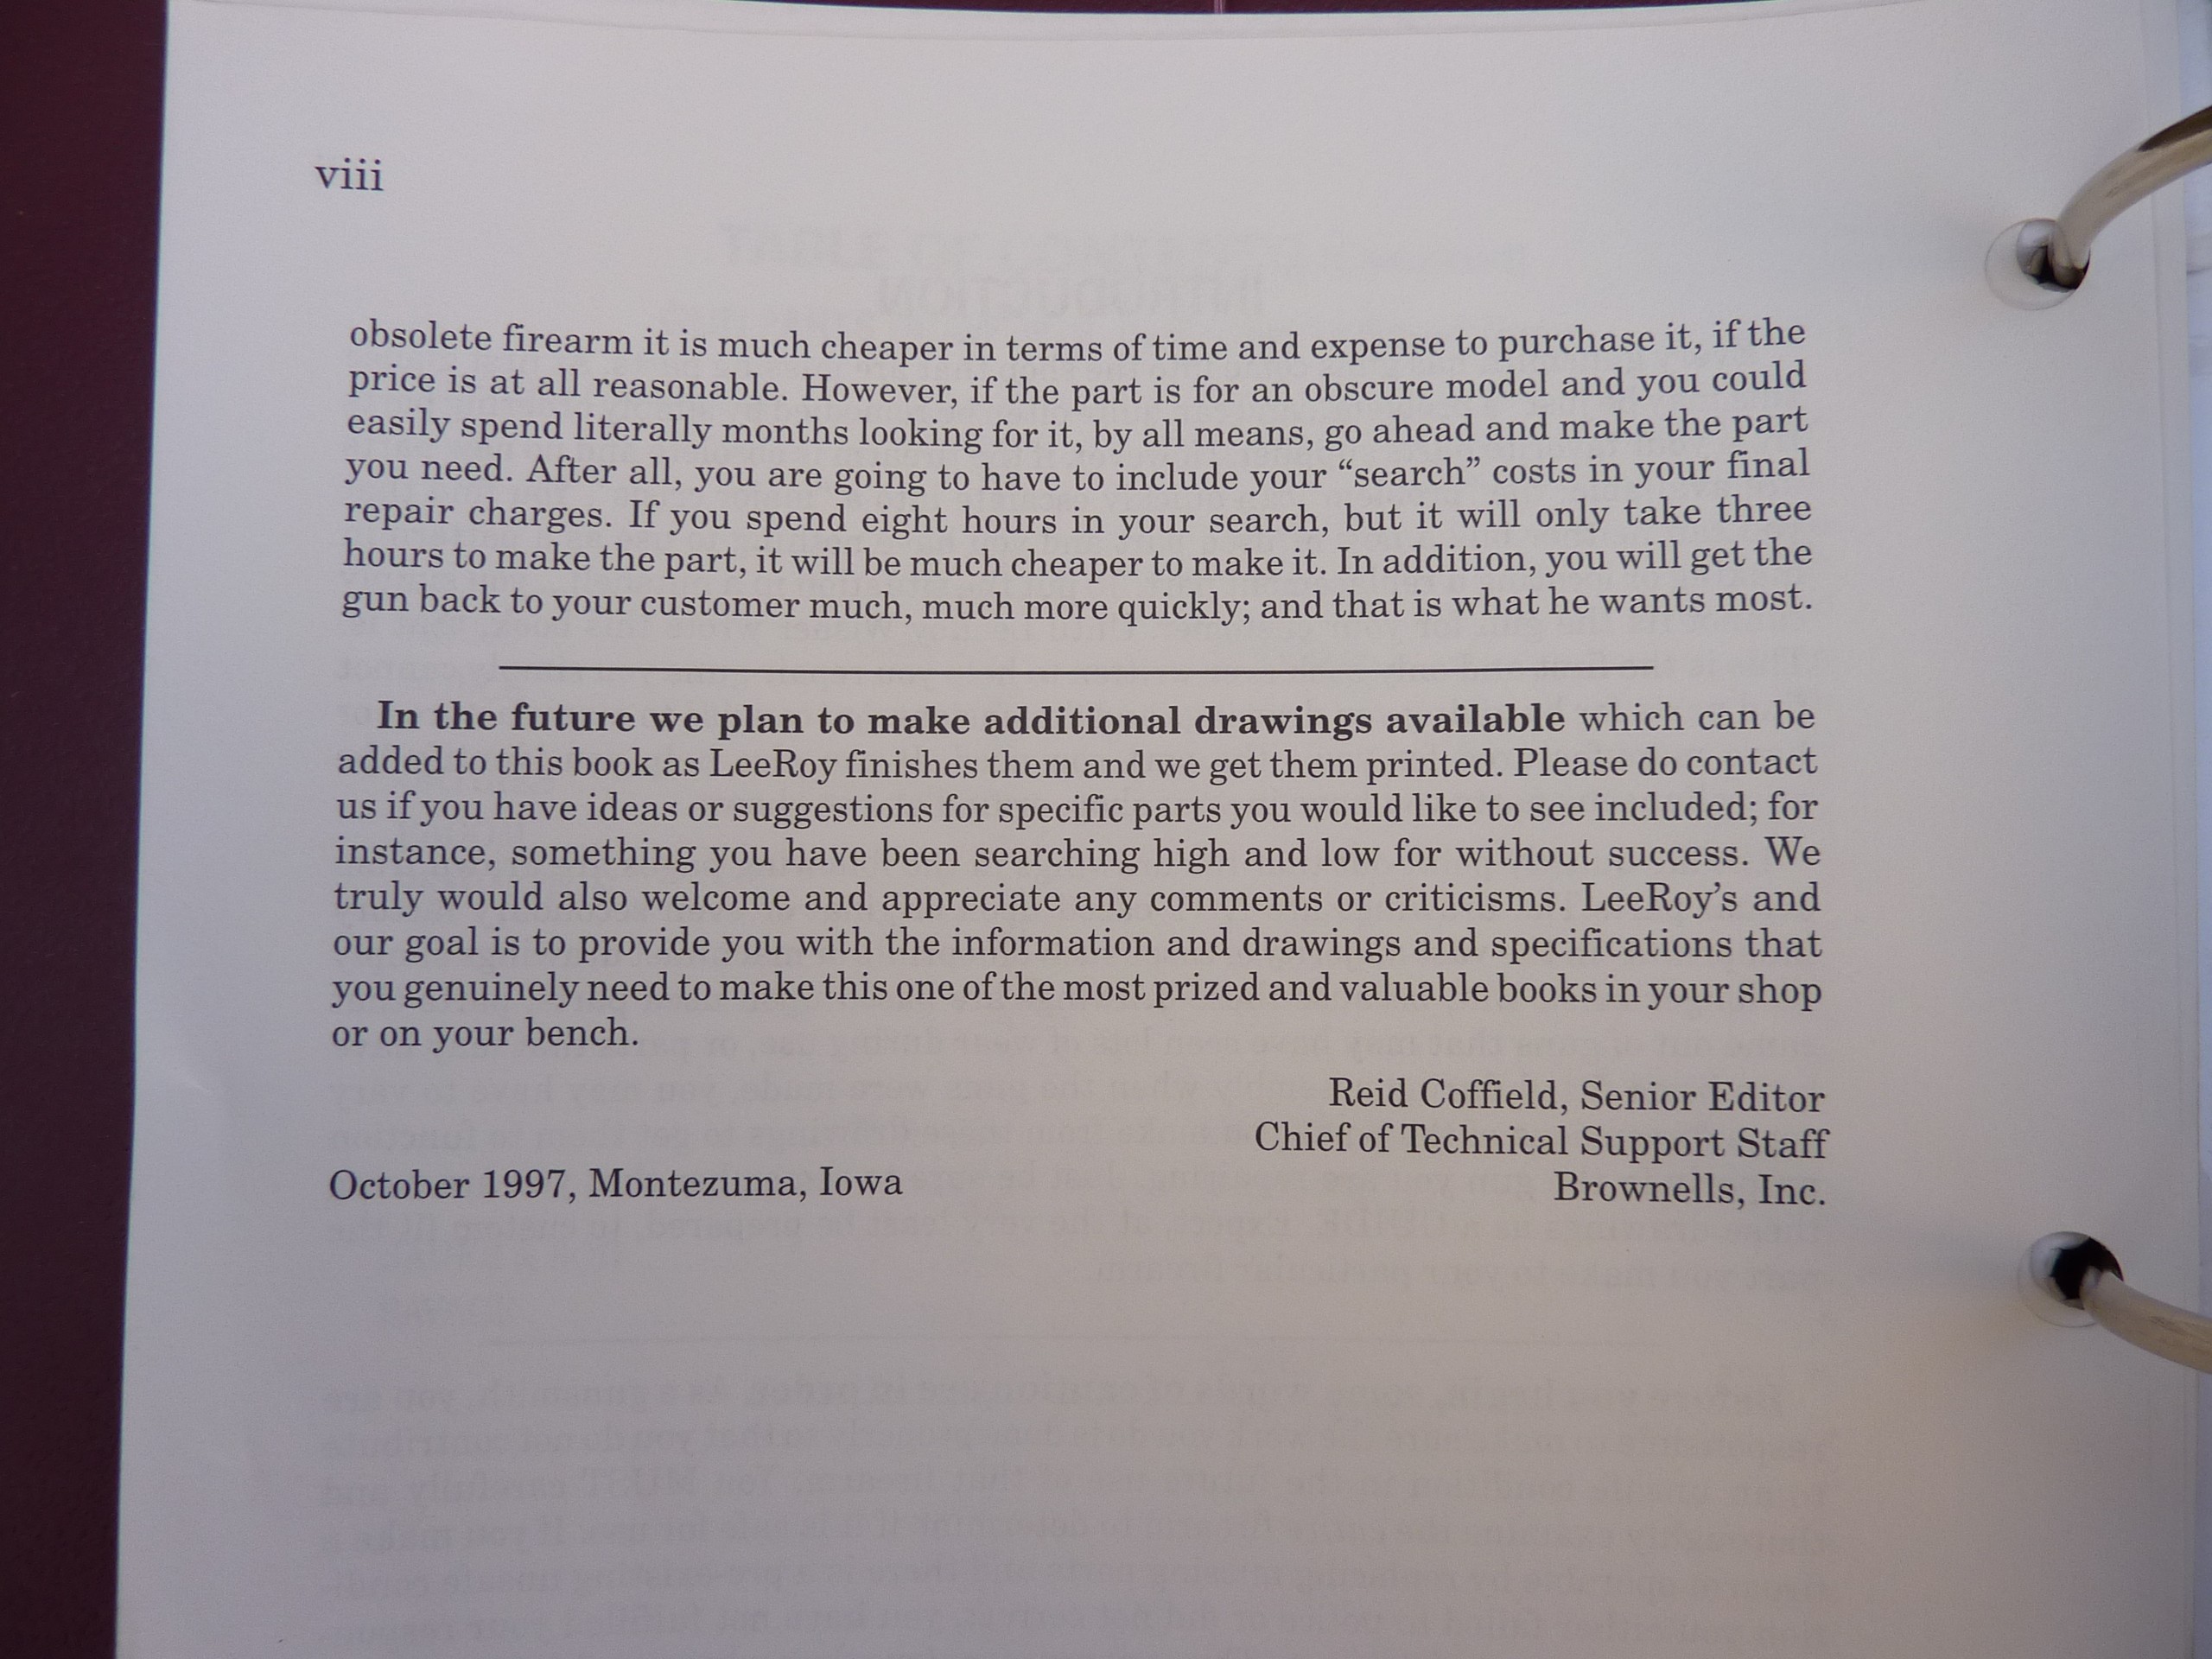 viii
obsolete firearm it is much cheaper in terms of time and expense to purchase it, if the
price is at all reasonable. However, if the part is for an obscure model and you could
easily spend literally months looking for it, by all means, go ahead and make the part
you need. After all, you are going to have to include your “search” costs in your final
repair charges. If you spend eight hours in your search, but it will only take three
hours to make the part, it will be much cheaper to make it. In addition, you will get the
gun back to your customer much, much more quickly; and that is what he wants most.
In the future we plan to make additional drawings available which can be
added to this book as LeeRoy finishes them and we get them printed. Please do contact
us if you have ideas or suggestions for specific parts you would like to see included; for
instance, something you have been searching high and low for without success. We
truly would also welcome and appreciate any comments or criticisms. LeeRoy’s and
our goal is to provide you with the information and drawings and specifications that
you genuinely need to make this one of the most prized and valuable books in your shop
or on your bench.
Reid Coffield, Senior Editor
Chief of Technical Support Staff
October 1997, Montezuma, Iowa
Brownells, Inc.